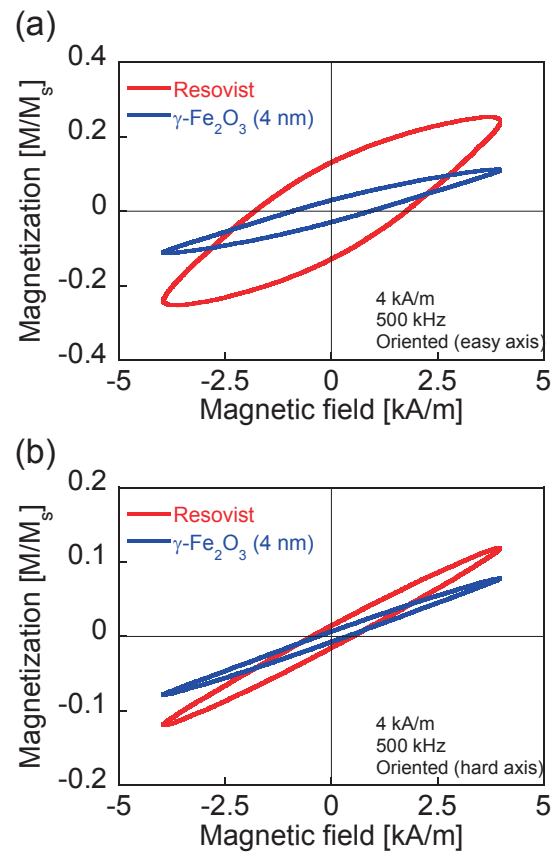 (a)
Magnetization [M/Mₛ]
0.4
0.2
0
-0.2
-0.4
Resovist
γ-Fe₂O₃ (4 nm)
4 kA/m
500 kHz
Oriented (easy axis)
-5
-2.5
0
2.5
5
Magnetic field [kA/m]
(b)
Magnetization [M/Mₛ]
0.2
0.1
0
-0.1
-0.2
Resovist
γ-Fe₂O₃ (4 nm)
4 kA/m
500 kHz
Oriented (hard axis)
-5
-2.5
0
2.5
5
Magnetic field [kA/m]